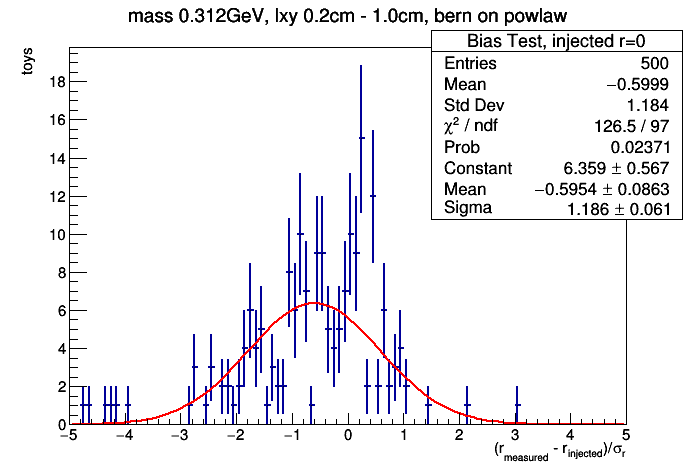 mass 0.312GeV, lxy 0.2cm - 1.0cm, bern on powlaw
Bias Test, injected r=0
Entries 500
Mean −0.5999
Std Dev 1.184
χ² / ndf 126.5 / 97
Prob 0.02371
Constant 6.359 ± 0.567
Mean −0.5954 ± 0.0863
Sigma 1.186 ± 0.061
toys
18
16
14
12
10
8
6
4
2
0
−5 −4 −3 −2 −1 0 1 2 3 4 5
(r_measured - r_injected)/σ_r